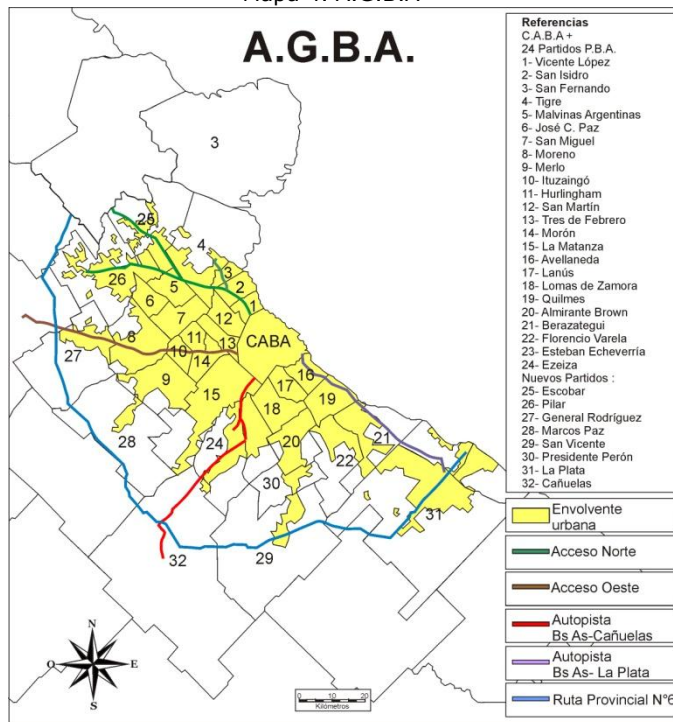 A.G.B.A.
Referencias
C.A.B.A +
24 Partidos P.B.A.
1- Vicente López
2- San Isidro
3- San Fernando
4- Tigre
5- Malvinas Argentinas
6- José C. Paz
7- San Miguel
8- Moreno
9- Merlo
10- Ituzaingó
11- Hurlingham
12- San Martín
13- Tres de Febrero
14- Morón
15- La Matanza
16- Avellaneda
17- Lanús
18- Lomas de Zamora
19- Quilmes
20- Almirante Brown
21- Berazategui
22- Florencio Varela
23- Esteban Echeverría
24- Ezeiza
Nuevos Partidos :
25- Escobar
26- Pilar
27- General Rodríguez
28- Marcos Paz
29- San Vicente
30- Presidente Perón
31- La Plata
32- Cañuelas
Envolvente
urbana
Acceso Norte
Acceso Oeste
Autopista
Bs As-Cañuelas
Autopista
Bs As- La Plata
Ruta Provincial N°6
3
25
4
3
26
2
5
1
6
7
12
CABA
8
11
13
10
14
27
16
9
17
15
19
18
28
24
20
21
22
30
31
32
29
N
O
E
S
0 10 20
Kilómetros